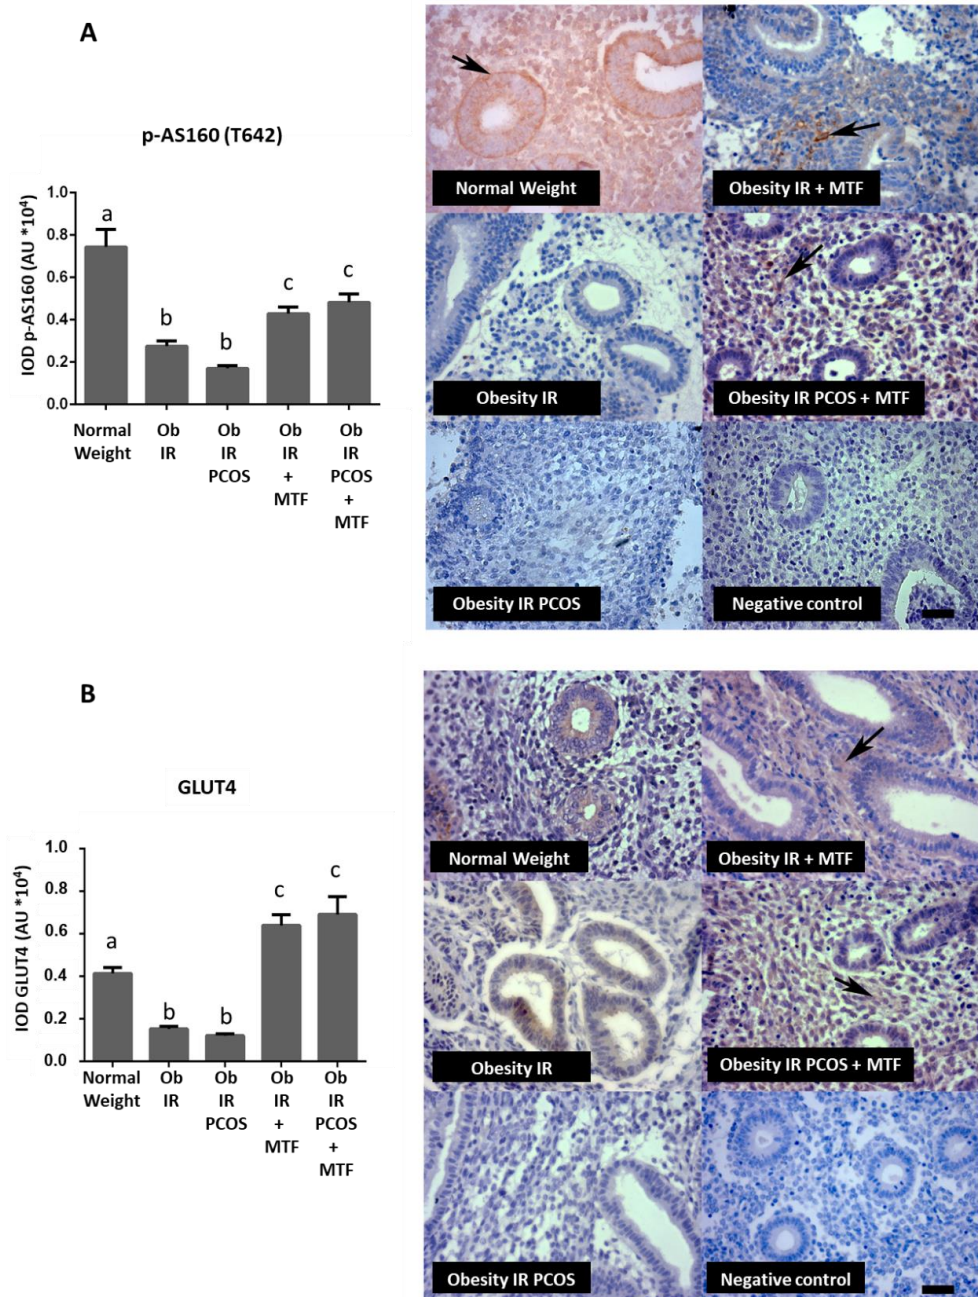 A
p-AS160 (T642)
IOD p-AS160 (AU *10⁴)
1.0
0.8
0.6
0.4
0.2
0.0
a
b
b
c
c
Normal Weight
Ob IR
Ob IR PCOS
Ob IR + MTF
Ob IR PCOS + MTF
Normal Weight
Obesity IR + MTF
Obesity IR
Obesity IR PCOS + MTF
Obesity IR PCOS
Negative control
B
GLUT4
IOD GLUT4 (AU *10⁴)
1.0
0.8
0.6
0.4
0.2
0.0
a
b
b
c
c
Normal Weight
Ob IR
Ob IR PCOS
Ob IR + MTF
Ob IR PCOS + MTF
Normal Weight
Obesity IR + MTF
Obesity IR
Obesity IR PCOS + MTF
Obesity IR PCOS
Negative control